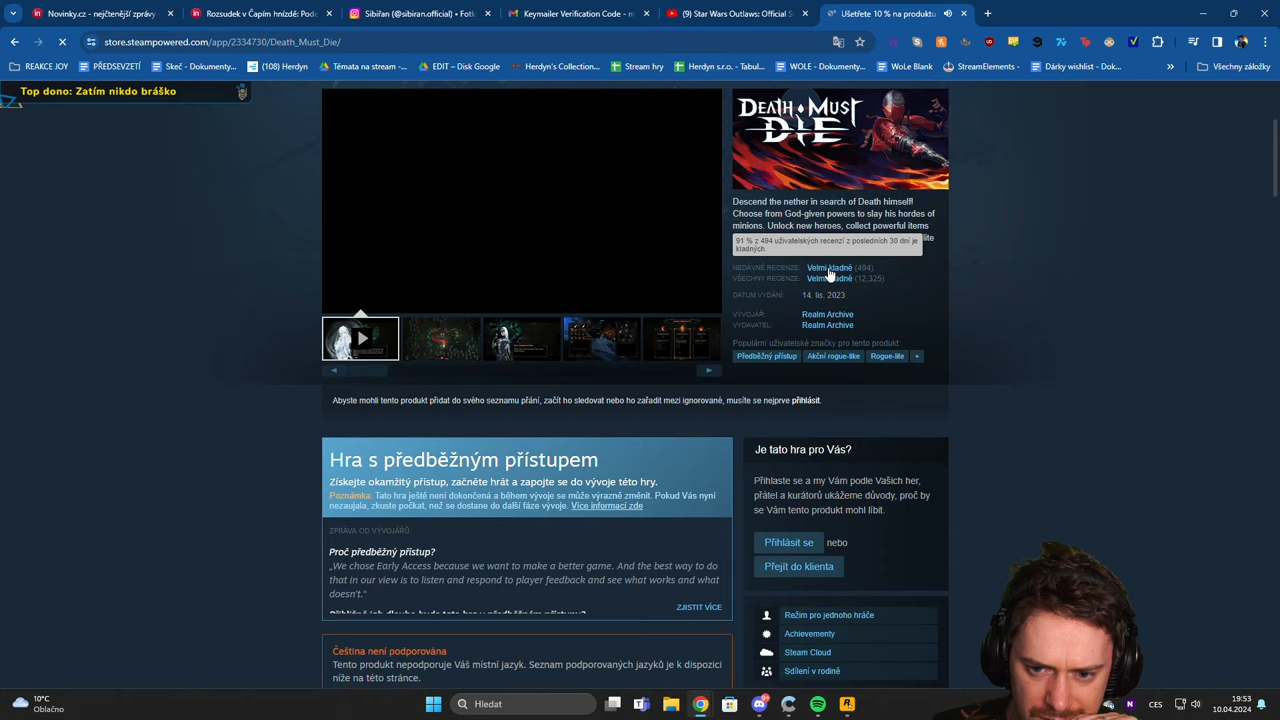 Novinky.cz - nejčtenější zprávy
Rozsudek v Čapím hnízdě: Pod
Sibiřan (@sibiran.official) • Fotk
Keymailer Verification Code - m
(9) Star Wars Outlaws: Official S
Ušetřete 10 % na produktu
store.steampowered.com/app/2334730/Death_Must_Die/
REAKCE JOY
PŘEDSEVZETÍ
Skeč - Dokumenty...
(108) Herdyn
Témata na stream -...
EDIT – Disk Google
Herdyn's Collection...
Stream hry
Herdyn s.r.o. - Tabul...
WOLE - Dokumenty...
WoLe Blank
StreamElements -
Dárky wishlist - Dok...
Všechny záložky
Top dono: Zatím nikdo bráško
DEATH MUST
DIE
Descend the nether in search of Death himself!
Choose from God-given powers to slay his hordes of
minions. Unlock new heroes, collect powerful items
lite
91 % z 494 uživatelských recenzí z posledních 30 dní je
kladných.
NEDÁVNÉ RECENZE: Velmi kladné (494)
VŠECHNY RECENZE: Velmi kladné (12,325)
DATUM VYDÁNÍ: 14. lis. 2023
VÝVOJÁŘ: Realm Archive
VYDAVATEL: Realm Archive
Populární uživatelské značky pro tento produkt:
Předběžný přístup
Akční rogue-like
Rogue-lite
+
Abyste mohli tento produkt přidat do svého seznamu přání, začít ho sledovat nebo ho zařadit mezi ignorované, musíte se nejprve přihlásit.
Hra s předběžným přístupem
Získejte okamžitý přístup, začněte hrát a zapojte se do vývoje této hry.
Poznámka: Tato hra ještě není dokončená a během vývoje se může výrazně změnit. Pokud Vás nyní
nezaujala, zkuste počkat, než se dostane do další fáze vývoje. Více informací zde
ZPRÁVA OD VÝVOJÁŘŮ:
Proč předběžný přístup?
„We chose Early Access because we want to make a better game. And the best way to do
that in our view is to listen and respond to player feedback and see what works and what
doesn't.“
Přibližně jak dlouho bude tato hra v předběžném přístupu?
ZJISTIT VÍCE
Čeština není podporována
Tento produkt nepodporuje Váš místní jazyk. Seznam podporovaných jazyků je k dispozici
níže na této stránce.
Je tato hra pro Vás?
Přihlaste se a my Vám podle Vašich her,
přátel a kurátorů ukážeme důvody, proč by
se Vám tento produkt mohl líbit.
Přihlásit se
nebo
Přejít do klienta
Režim pro jednoho hráče
Achievementy
Steam Cloud
Sdílení v rodině
10°C
Oblačno
Hledat
CES
19:53
10.04.2024